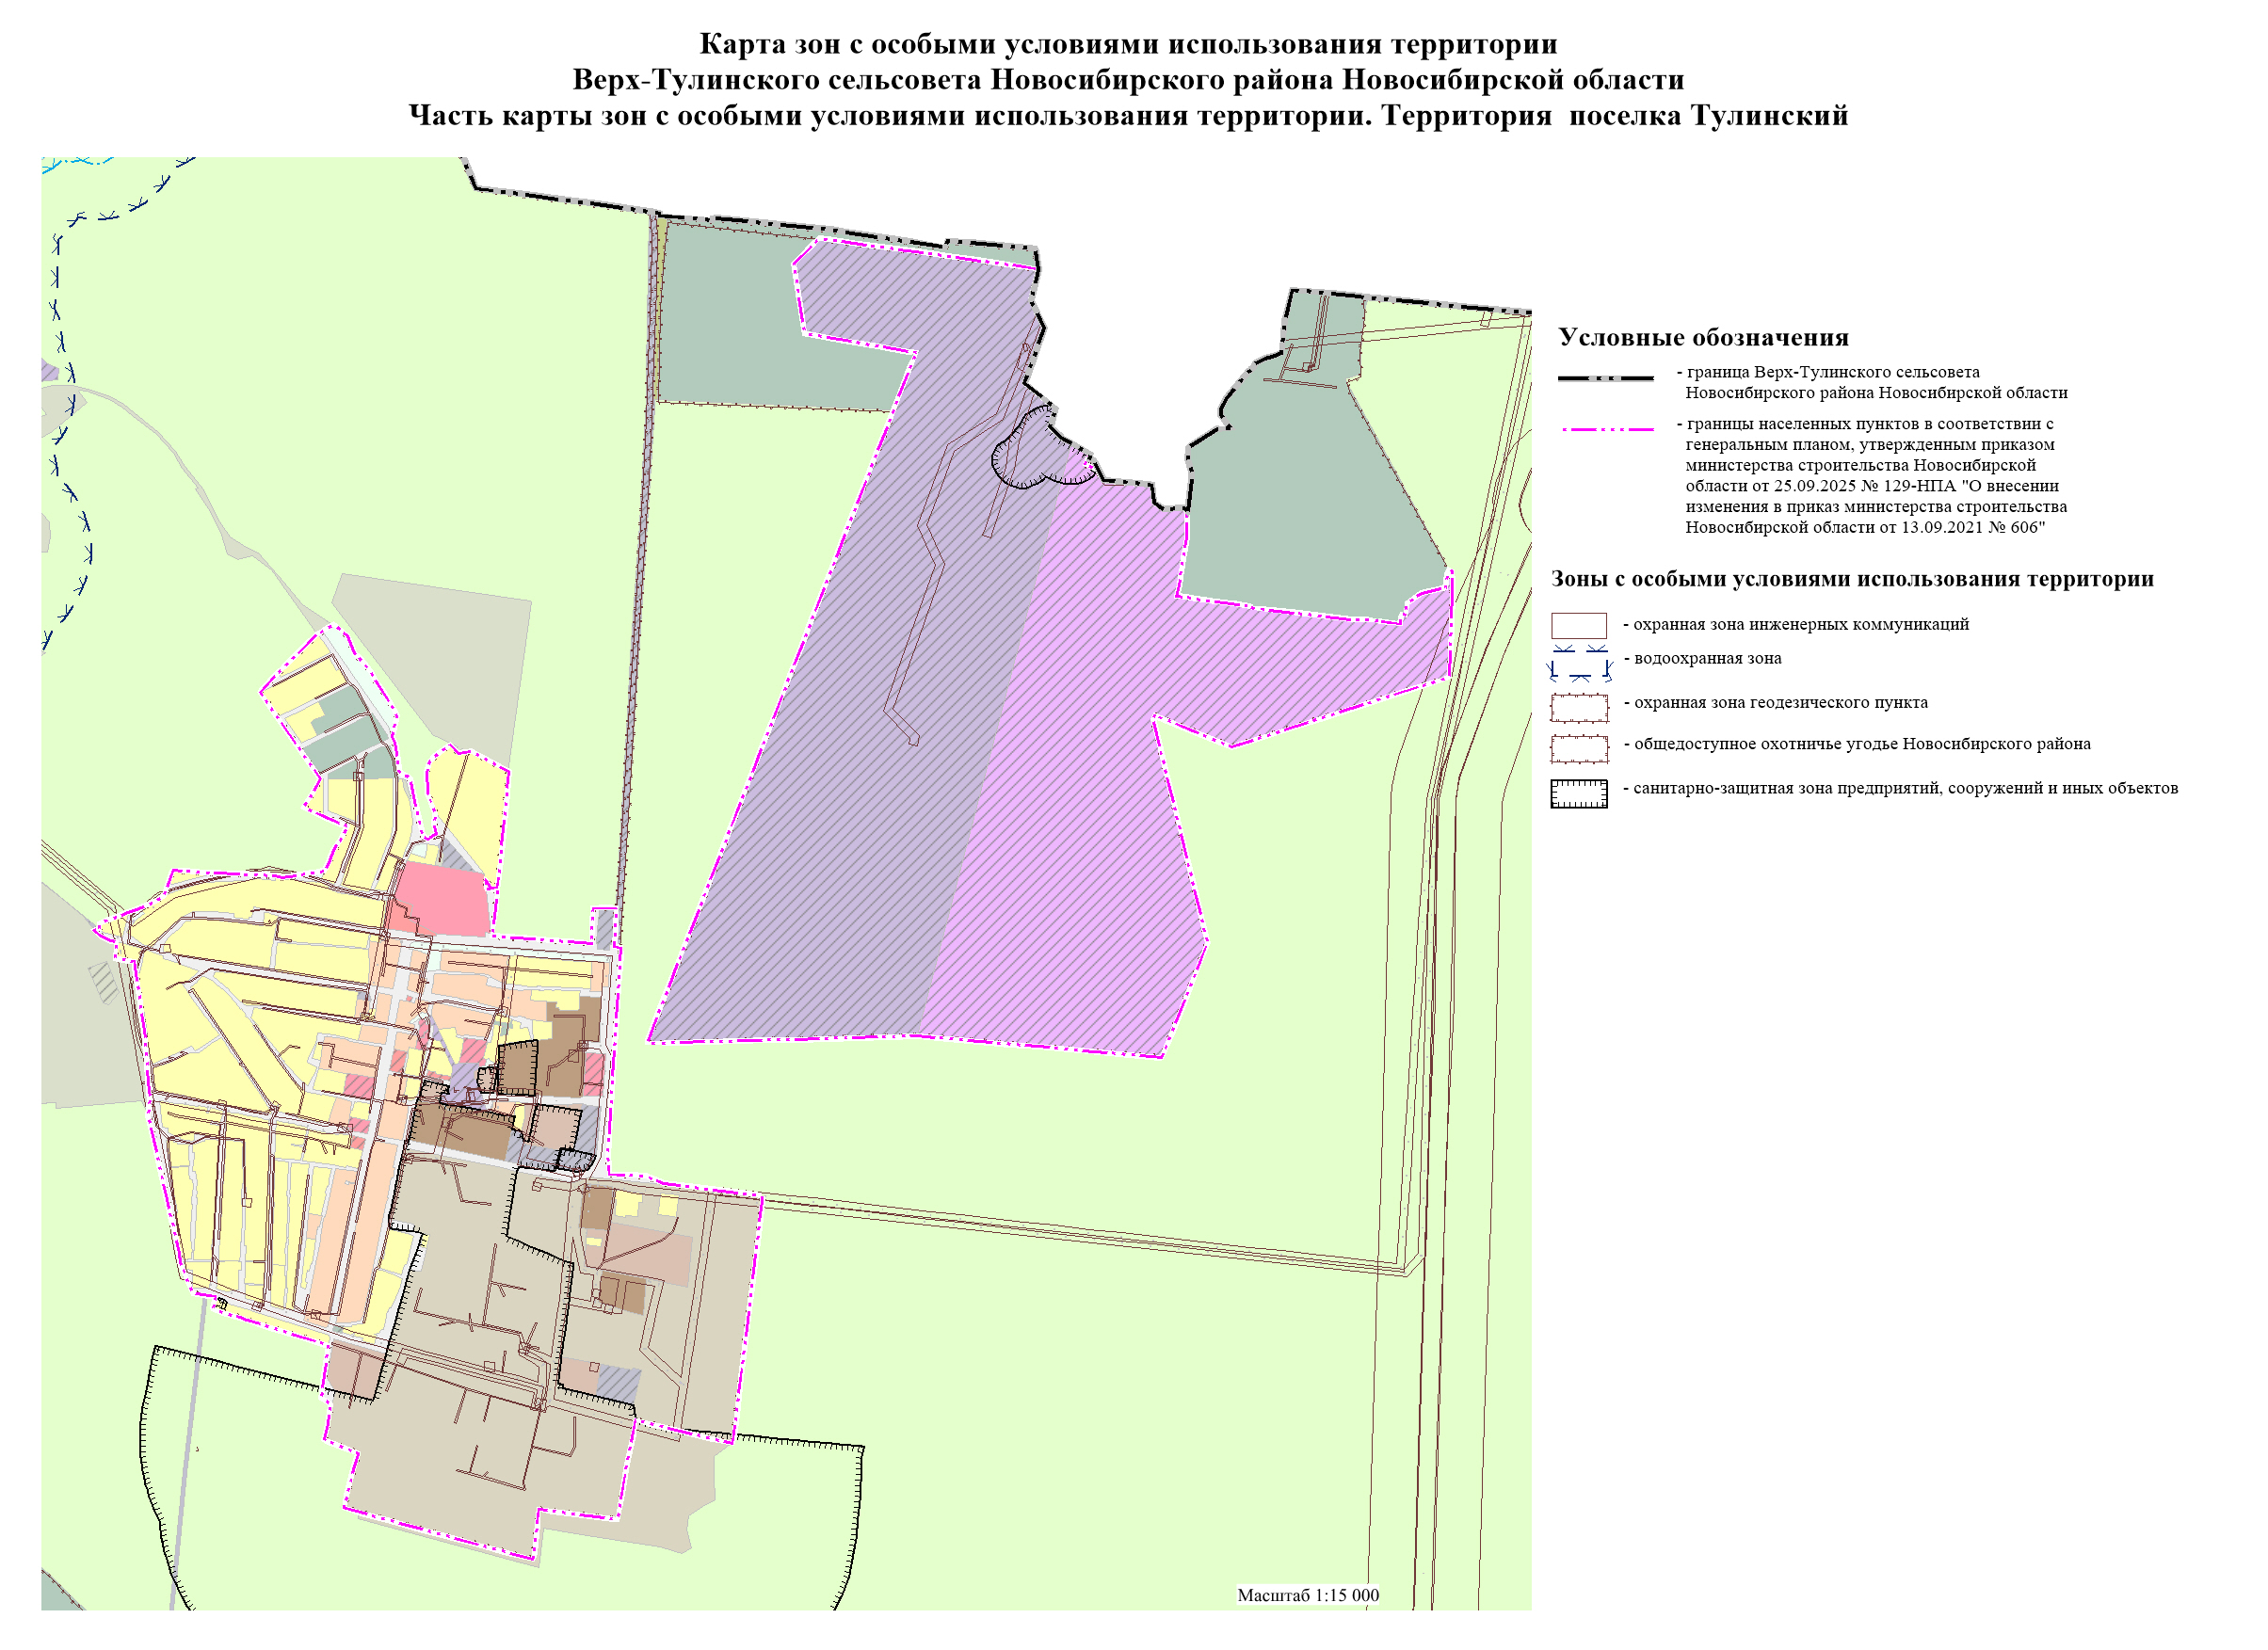 Карта зон с особыми условиями использования территории
Верх-Тулинского сельсовета Новосибирского района Новосибирской области
Часть карты зон с особыми условиями использования территории. Территория поселка Тулинский
Условные обозначения
- граница Верх-Тулинского сельсовета
Новосибирского района Новосибирской области
- границы населенных пунктов в соответствии с
генеральным планом, утвержденным приказом
министерства строительства Новосибирской
области от 25.09.2025 № 129-НПА "О внесении
изменения в приказ министерства строительства
Новосибирской области от 13.09.2021 № 606"
Зоны с особыми условиями использования территории
- охранная зона инженерных коммуникаций
- водоохранная зона
- охранная зона геодезического пункта
- общедоступное охотничье угодье Новосибирского района
- санитарно-защитная зона предприятий, сооружений и иных объектов
Масштаб 1:15 000